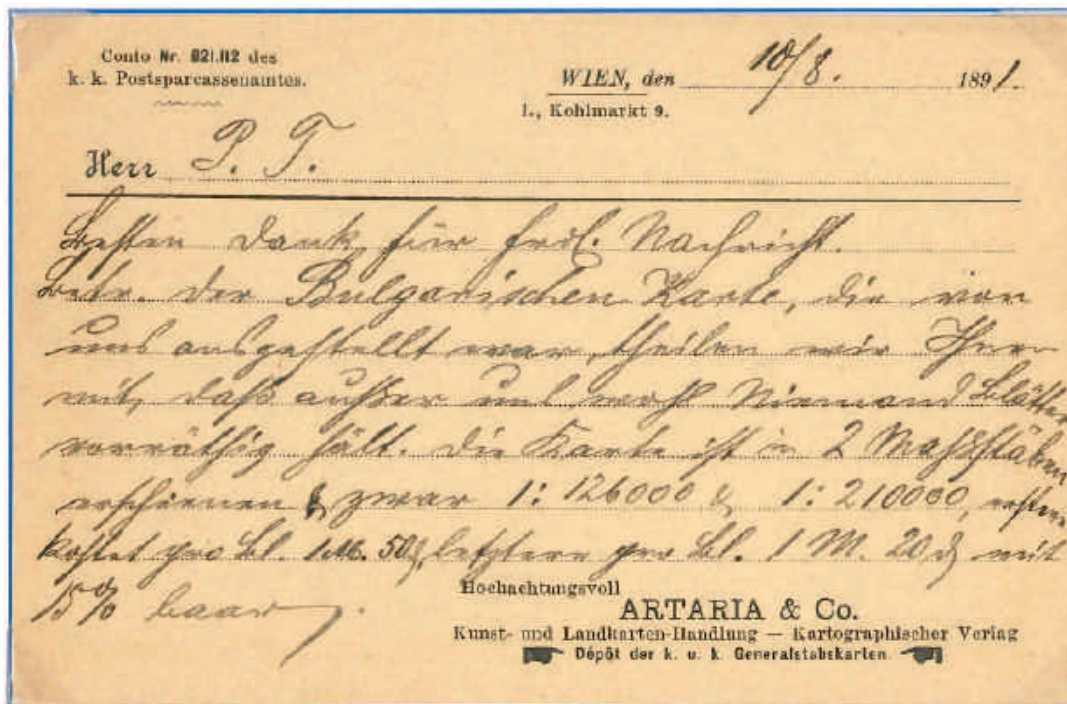 Conto Nr. 821.112 des
k. k. Postsparcassenamtes.
WIEN, den 10/8. 1891.
I., Kohlmarkt 9.
Herr P. T.
Besten Dank für frdl. Nachricht.
Betr. der Bulgarischen Karte, die von
uns ausgestellt war, theilen wir Ihnen
mit, daß außer uns wohl Niemand Blätter
vorräthig hält. Die Karte ist in 2 Maßstäben
erschienen & zwar 1:126000 & 1:210000, erstere
kostet pro Bl. 1 M. 50 ₰, letztere pro Bl. 1 M. 20 ₰ mit
15% baar.
Hochachtungsvoll
ARTARIA & Co.
Kunst- und Landkarten-Handlung — Kartographischer Verlag
Dépôt der k. u. k. Generalstabskarten.